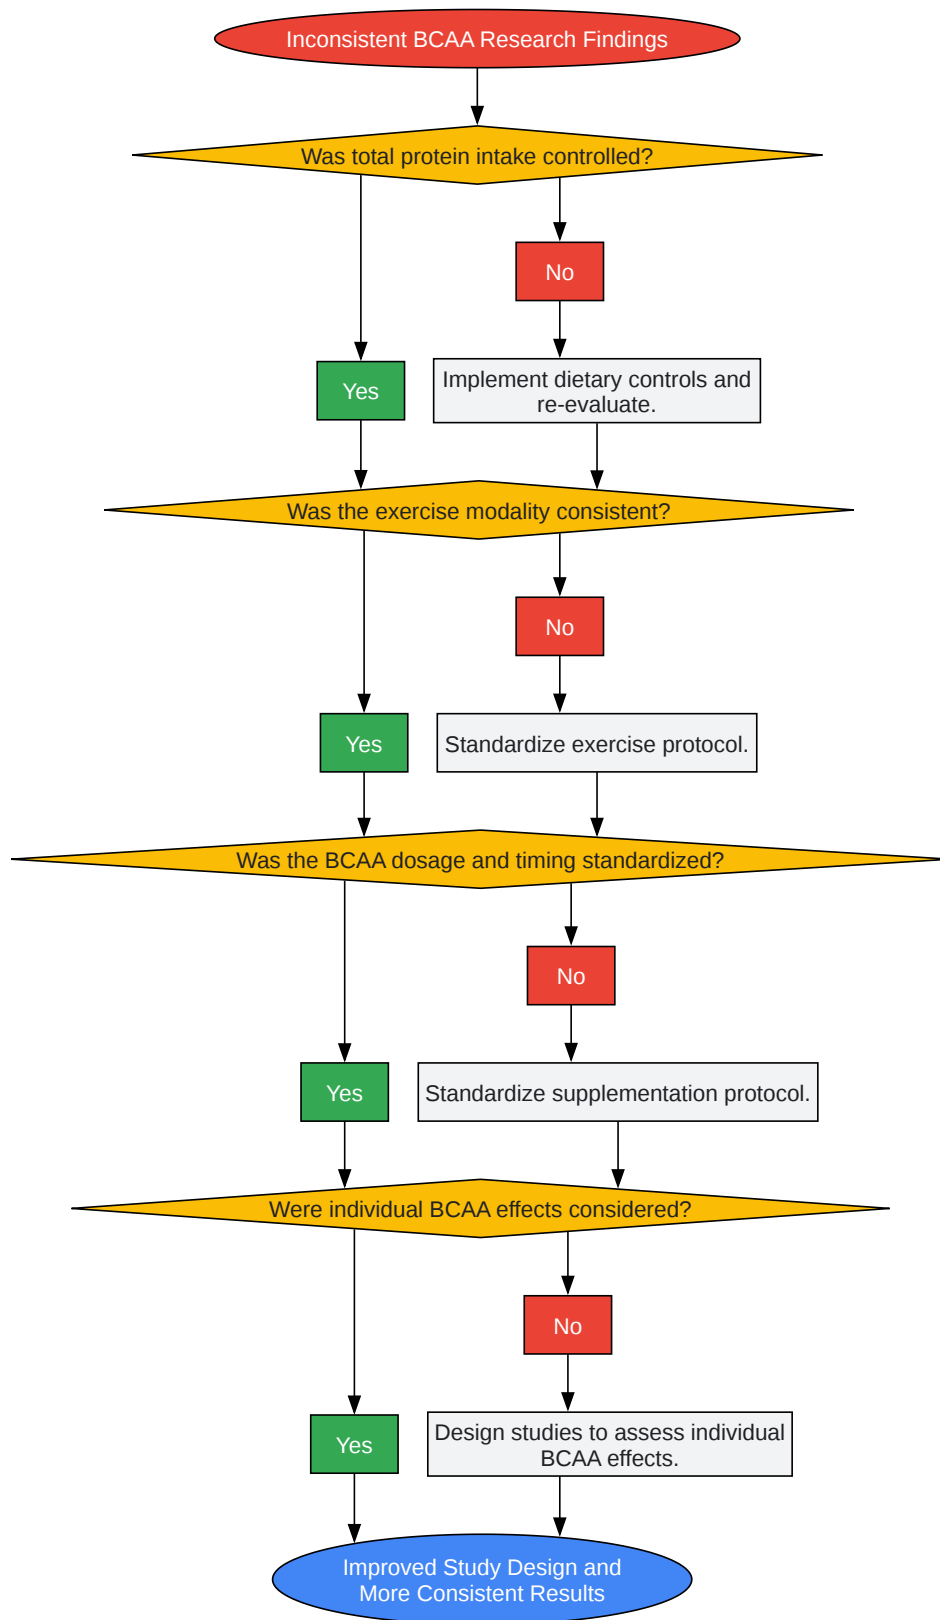 Inconsistent BCAA Research Findings
Was total protein intake controlled?
No
Yes
Implement dietary controls and
re-evaluate.
Was the exercise modality consistent?
No
Yes
Standardize exercise protocol.
Was the BCAA dosage and timing standardized?
No
Yes
Standardize supplementation protocol.
Were individual BCAA effects considered?
No
Yes
Design studies to assess individual
BCAA effects.
Improved Study Design and
More Consistent Results